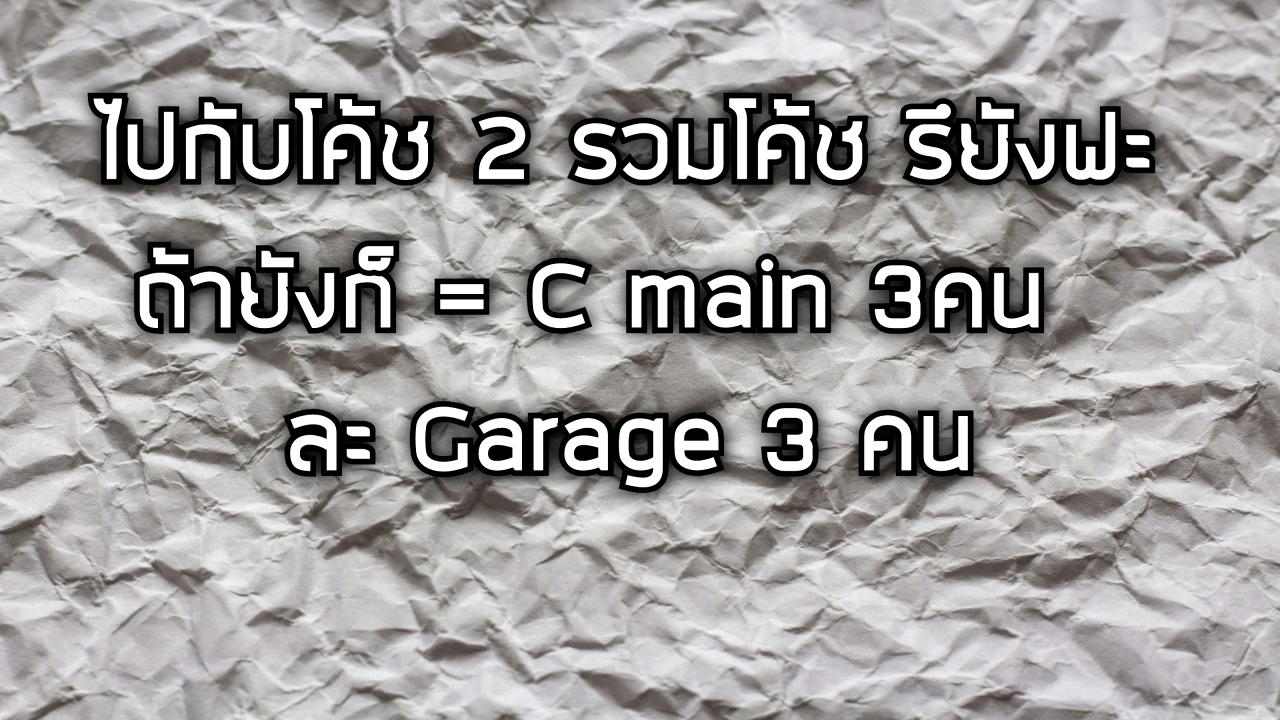 ไปกับโค้ช 2 รวมโค้ช รึยังฟะ
ถ้ายังก็ = C main 3คน
ละ Garage 3 คน